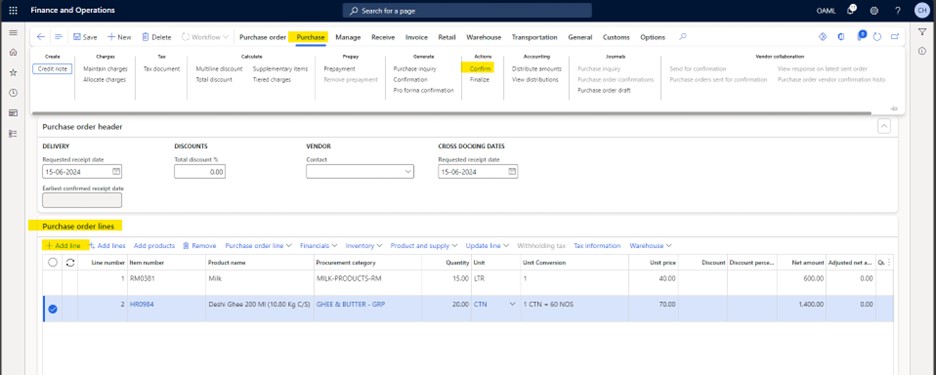 Finance and Operations
Search for a page
OAML
CH
Save New Delete Workflow Purchase order Purchase Manage Receive Invoice Retail Warehouse Transportation General Customs Options
Create Charges Tax Calculate Prepay Generate Actions Accounting Journals Vendor collaboration
Credit note Maintain charges Tax document Multiline discount Supplementary items Prepayment Purchase inquiry Confirm Distribute amounts Purchase inquiry Send for confirmation View response on latest sent order
Allocate charges Total discount Tiered charges Remove prepayment Confirmation Finalize View distributions Purchase order confirmations Purchase orders sent for confirmation Purchase order vendor confirmation histo
Pro forma confirmation Purchase order draft
Purchase order header
DELIVERY DISCOUNTS VENDOR CROSS DOCKING DATES
Requested receipt date Total discount % Contact Requested receipt date
15-06-2024 0.00 15-06-2024
Earliest confirmed receipt date
Purchase order lines
+ Add line Add lines Add products Remove Purchase order line Financials Inventory Product and supply Update line Withholding tax Tax information Warehouse
Line number Item number Product name Procurement category Quantity Unit Unit Conversion Unit price Discount Discount perce... Net amount Adjusted net a...
1 RM0381 Milk MILK-PRODUCTS-RM 15.00 LTR 1 40.00 600.00 0.00
2 HR0984 Deshi Ghee 200 Ml (10.80 Kg C/S) GHEE & BUTTER - GRP 20.00 CTN 1 CTN = 60 NOS 70.00 1,400.00 0.00